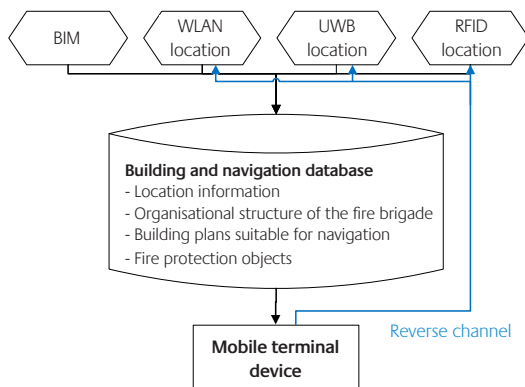 BIM
WLAN
location
UWB
location
RFID
location
Building and navigation database
- Location information
- Organisational structure of the fire brigade
- Building plans suitable for navigation
- Fire protection objects
Reverse channel
Mobile terminal
device